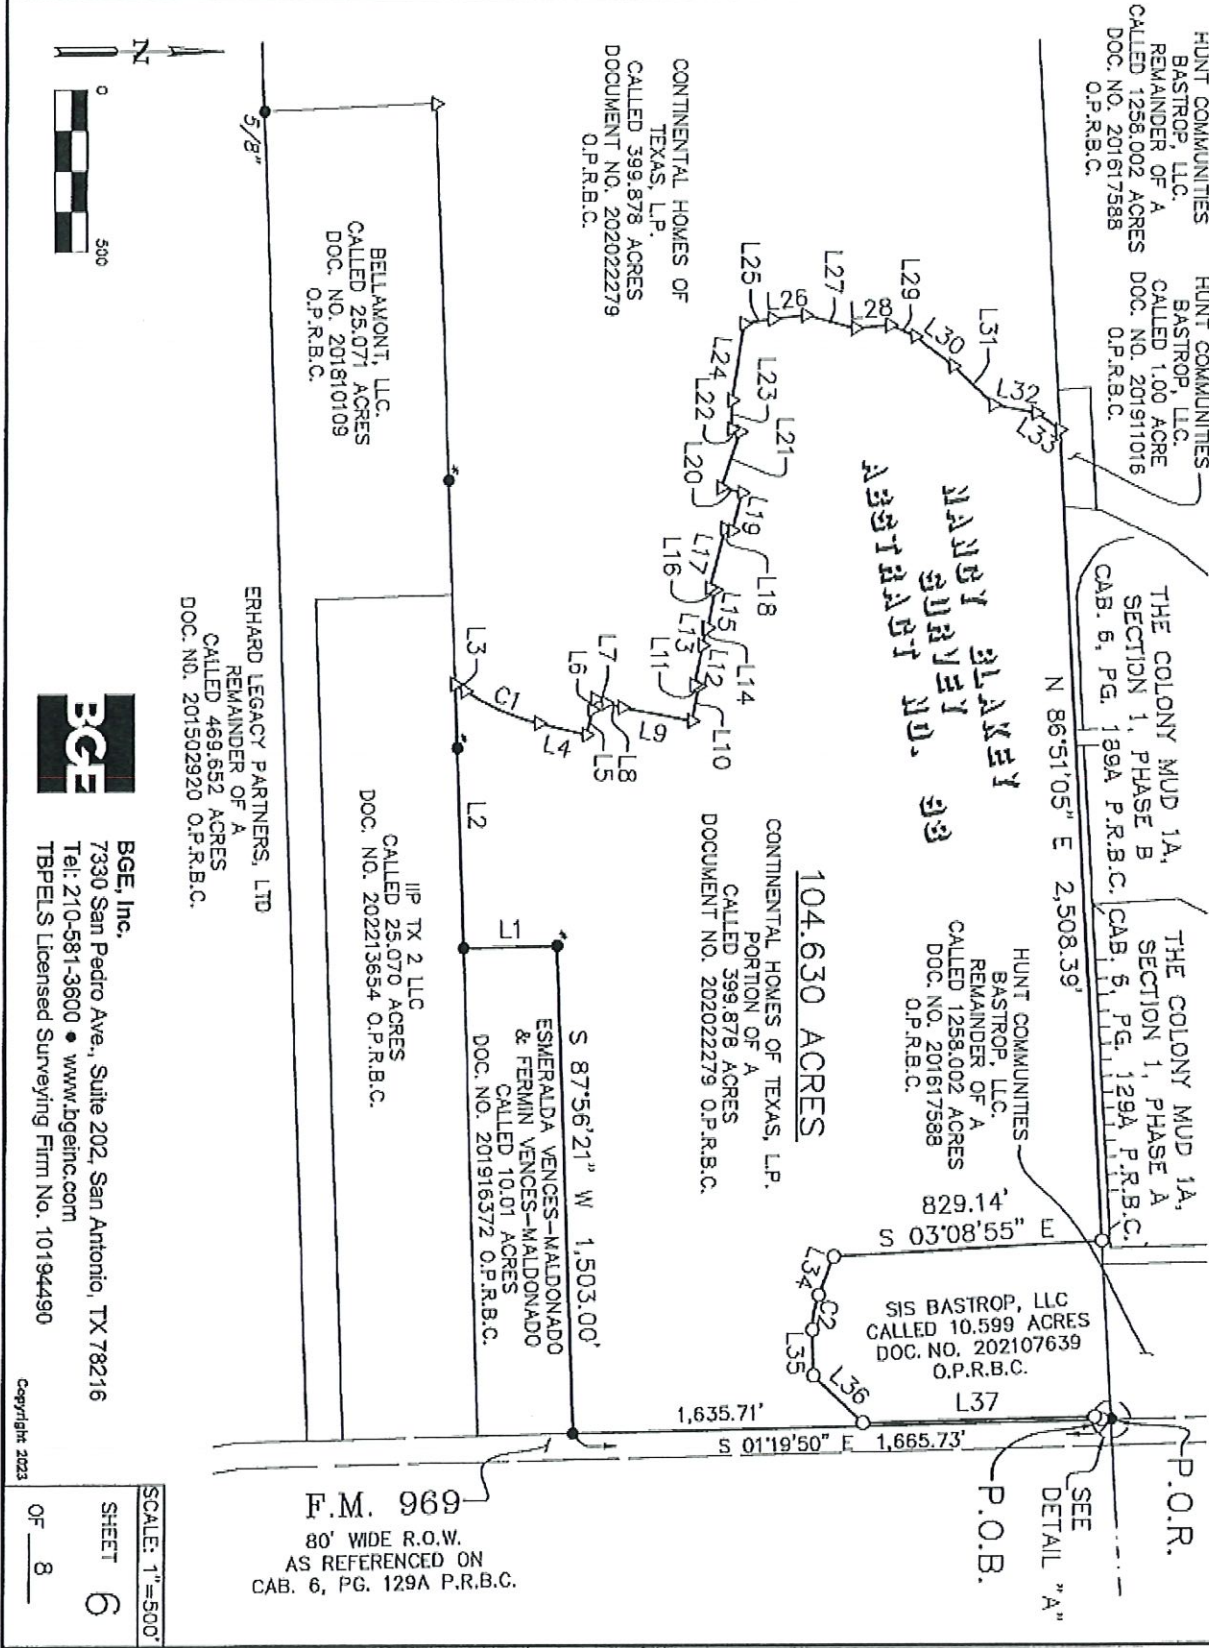 HUNT COMMUNITIES
BASTROP, LLC.
REMAINDER OF A
CALLED 1258.002 ACRES
DOC. NO. 201617588
O.P.R.B.C.
HUNT COMMUNITIES
BASTROP, LLC.
CALLED 1.00 ACRE
DOC. NO. 201911016
O.P.R.B.C.
THE COLONY MUD 1A,
SECTION 1, PHASE B
CAB. 6, PG. 189A P.R.B.C.
THE COLONY MUD 1A,
SECTION 1, PHASE A
CAB. 6, PG. 129A P.R.B.C.
P.O.R.
SEE
DETAIL "A"
P.O.B.
N 86°51'05" E 2,508.39'
HUNT COMMUNITIES
BASTROP, LLC.
REMAINDER OF A
CALLED 1258.002 ACRES
DOC. NO. 201617588
O.P.R.B.C.
829.14'
S 03°08'55" E
SIS BASTROP, LLC
CALLED 10.599 ACRES
DOC. NO. 202107639
O.P.R.B.C.
L34
C2
L35
L36
L37
1,635.71'
S 01°19'50" E 1,665.73'
NANCY BLAKEY
SURVEY
ABSTRACT NO. 98
104.630 ACRES
CONTINENTAL HOMES OF TEXAS, L.P.
PORTION OF A
CALLED 399.878 ACRES
DOCUMENT NO. 202022279 O.P.R.B.C.
L33
L32
L31
L30
L29
L28
L27
L26
L25
L24
L23
L22
L21
L20
L19
L18
L17
L16
L15
L14
L13
L12
L11
L10
L9
L8
L7
L6
L5
L4
C1
L3
L2
L1
CONTINENTAL HOMES OF
TEXAS, L.P.
CALLED 399.878 ACRES
DOCUMENT NO. 202022279
O.P.R.B.C.
S 87°56'21" W 1,503.00'
ESMERALDA VENCES-MALDONADO
& FERMIN VENCES-MALDONADO
CALLED 10.01 ACRES
DOC. NO. 201916372 O.P.R.B.C.
BELLAMONT, LLC.
CALLED 25.071 ACRES
DOC. NO. 201810109
O.P.R.B.C.
IIP TX 2 LLC
CALLED 25.070 ACRES
DOC. NO. 202213654 O.P.R.B.C.
5/8"
ERHARD LEGACY PARTNERS, LTD
REMAINDER OF A
CALLED 469.652 ACRES
DOC. NO. 201502920 O.P.R.B.C.
F.M. 969
80' WIDE R.O.W.
AS REFERENCED ON
CAB. 6, PG. 129A P.R.B.C.
N
0
500
BGE
BGE, Inc.
7330 San Pedro Ave., Suite 202, San Antonio, TX 78216
Tel: 210-581-3600 ● www.bgeinc.com
TBPELS Licensed Surveying Firm No. 10194490
Copyright 2023
SCALE: 1"=500'
SHEET 6
OF 8